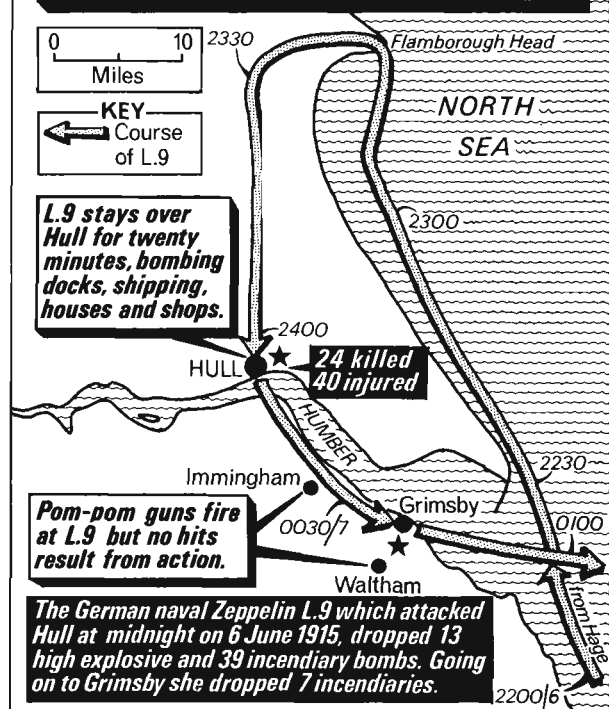 0 10
Miles
KEY
Course
of L.9
2330
Flamborough Head
NORTH
SEA
2300
L.9 stays over
Hull for twenty
minutes, bombing
docks, shipping,
houses and shops.
2400
HULL
24 killed
40 injured
HUMBER
2230
Immingham
Grimsby
0030/7
0100
Pom-pom guns fire
at L.9 but no hits
result from action.
Waltham
from Hage
2200/6
The German naval Zeppelin L.9 which attacked
Hull at midnight on 6 June 1915, dropped 13
high explosive and 39 incendiary bombs. Going
on to Grimsby she dropped 7 incendiaries.